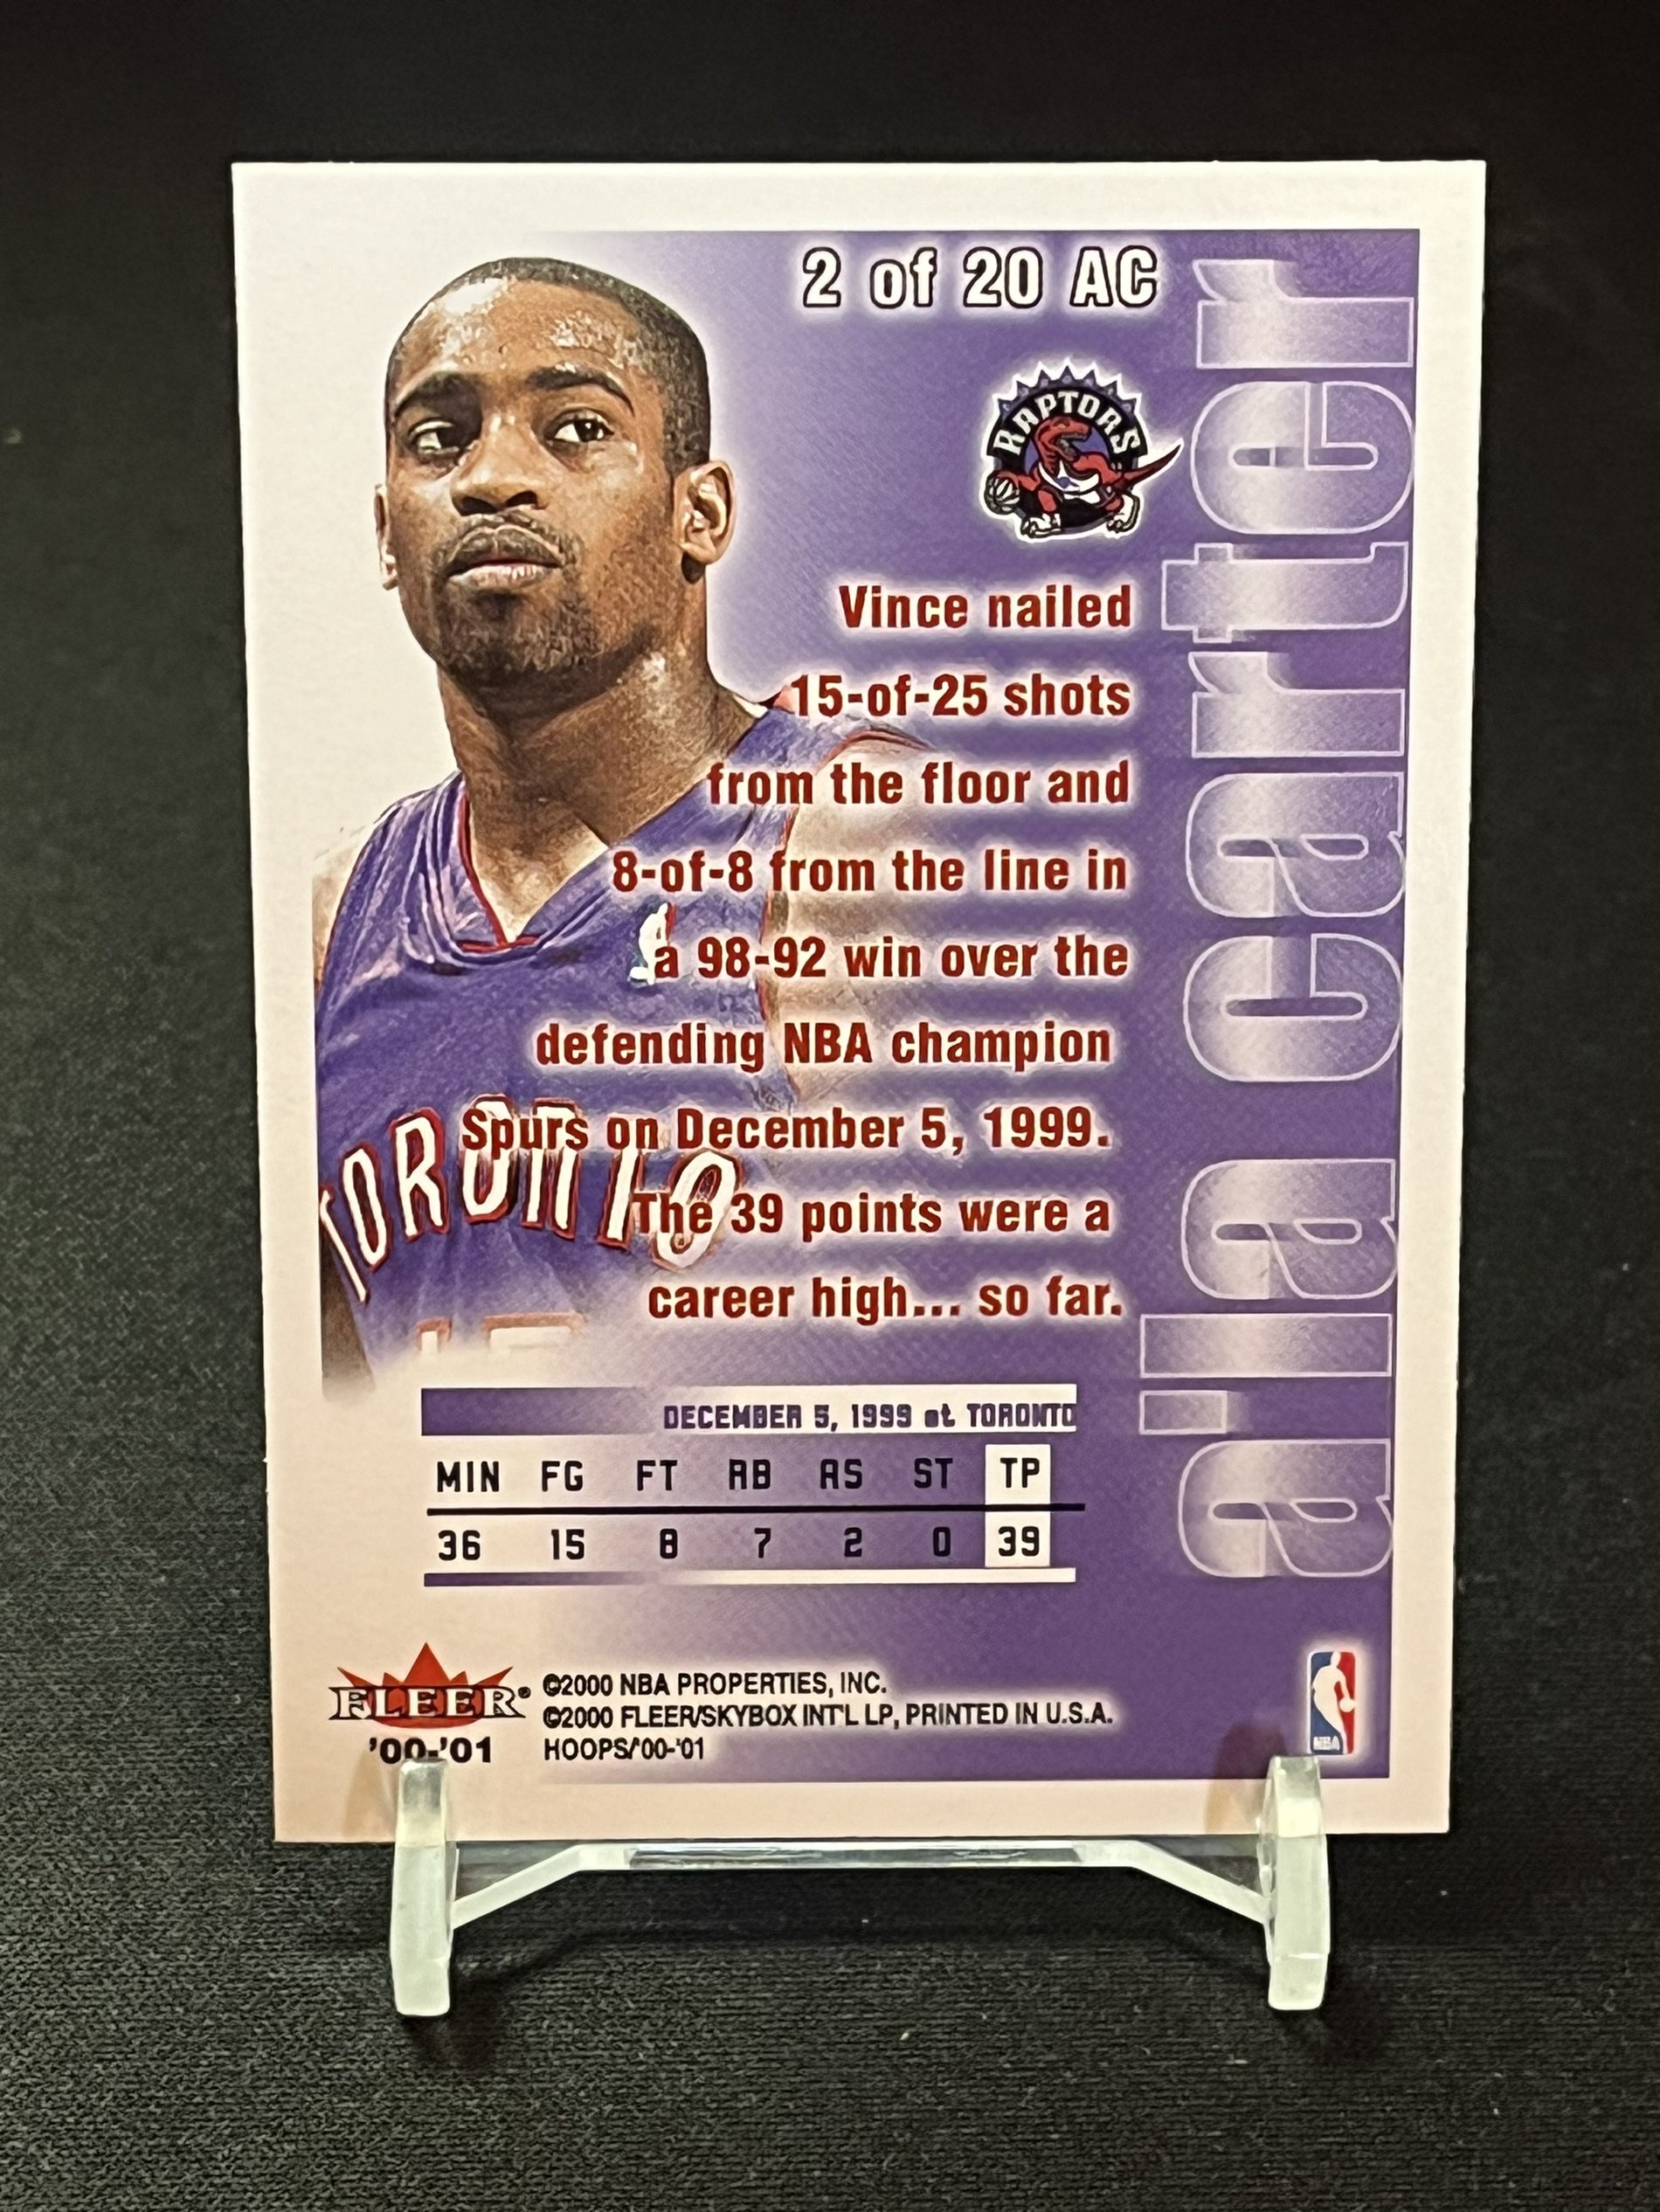 2 of 20 AC
RAPTORS
Vince nailed
15-of-25 shots
from the floor and
8-of-8 from the line in
a 98-92 win over the
defending NBA champion
Spurs on December 5, 1999.
The 39 points were a
career high... so far.
a'la carter
TORONTO
DECEMBER 5, 1999 at TORONTO
MIN FG FT RB AS ST TP
36 15 8 7 2 0 39
FLEER®
'00-'01
©2000 NBA PROPERTIES, INC.
©2000 FLEER/SKYBOX INT'L LP, PRINTED IN U.S.A.
HOOPS/'00-'01
NBA